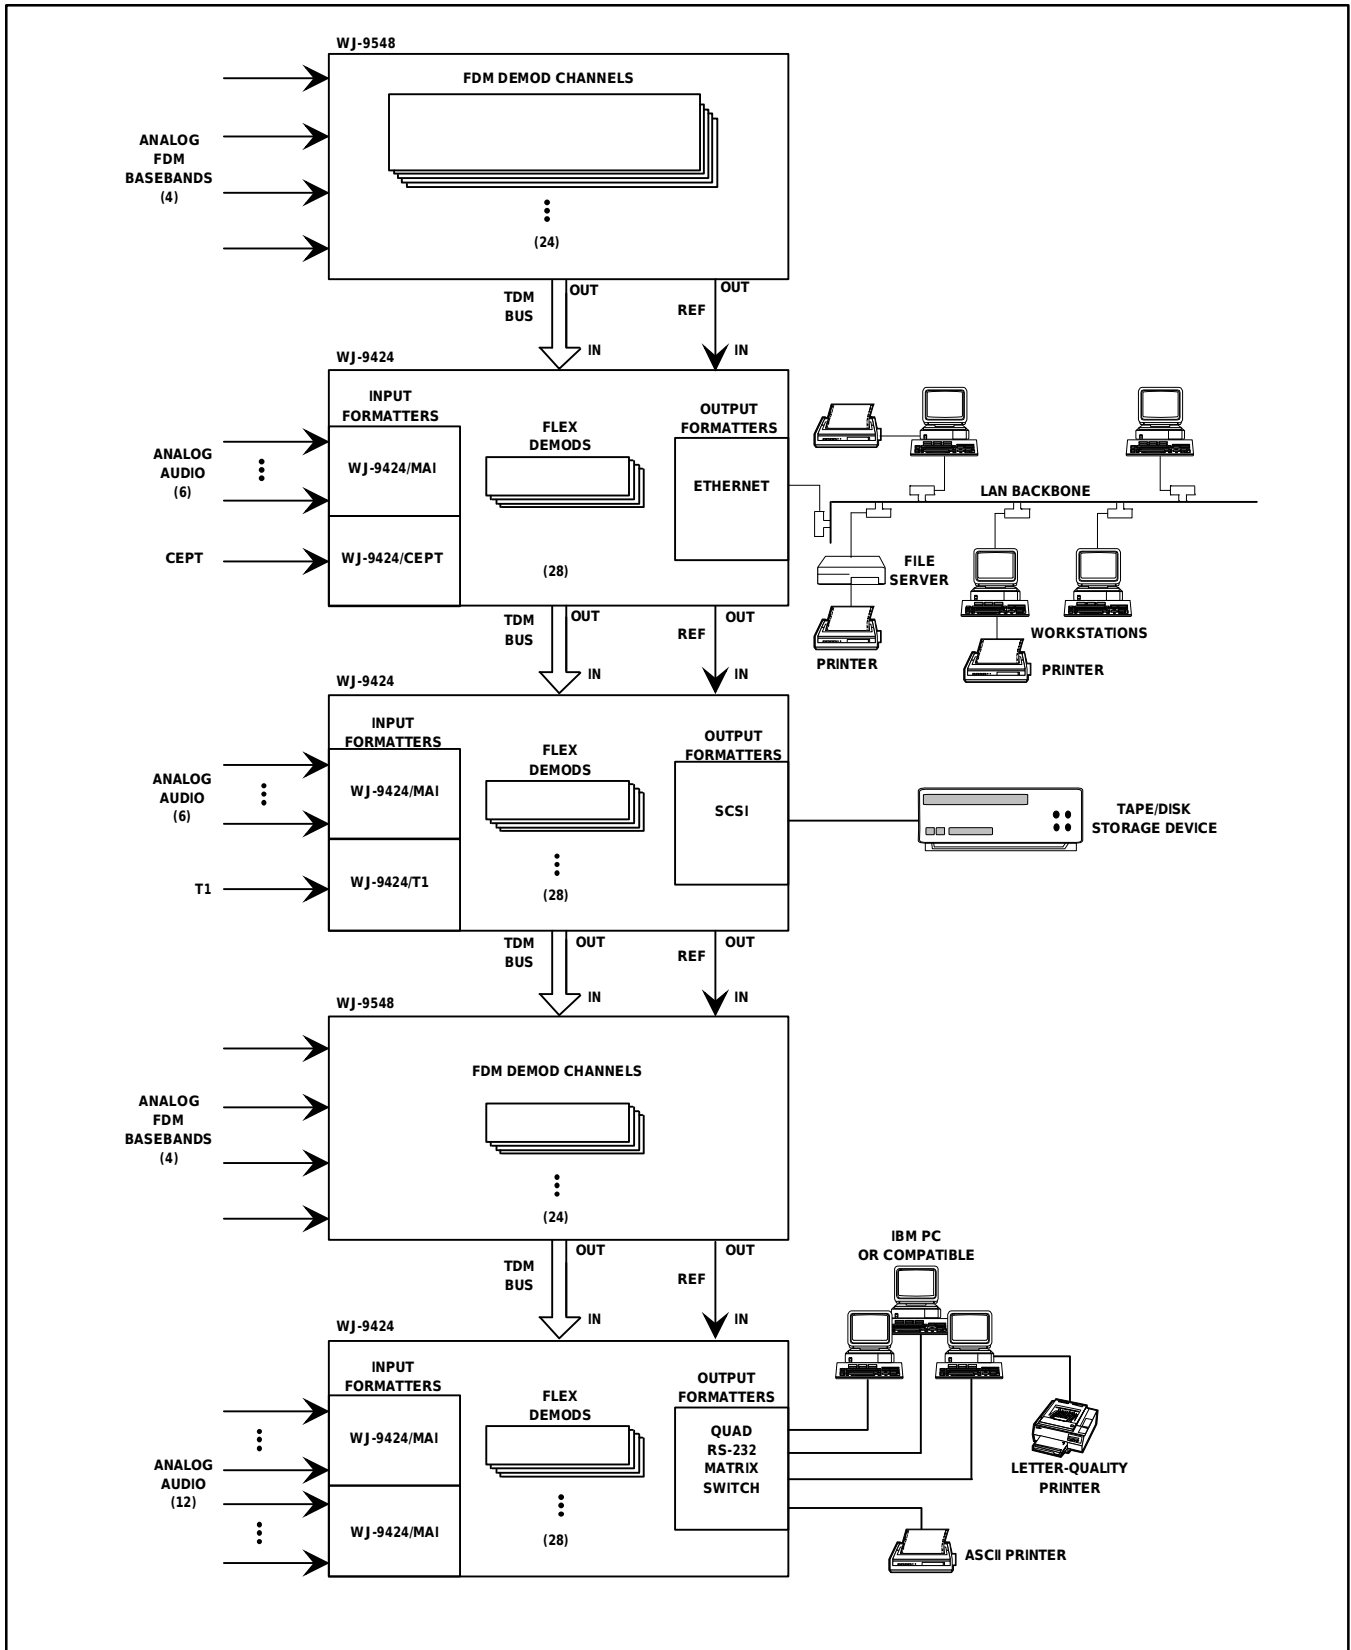 WJ-9548
FDM DEMOD CHANNELS
ANALOG
FDM
BASEBANDS
(4)
(24)
TDM
BUS
OUT
IN
REF
OUT
IN
WJ-9424
INPUT
FORMATTERS
ANALOG
AUDIO
(6)
WJ-9424/MAI
CEPT
WJ-9424/CEPT
FLEX
DEMODS
(28)
OUTPUT
FORMATTERS
ETHERNET
LAN BACKBONE
FILE
SERVER
PRINTER
WORKSTATIONS
PRINTER
TDM
BUS
OUT
IN
REF
OUT
IN
WJ-9424
INPUT
FORMATTERS
ANALOG
AUDIO
(6)
WJ-9424/MAI
T1
WJ-9424/T1
FLEX
DEMODS
(28)
OUTPUT
FORMATTERS
SCSI
TAPE/DISK
STORAGE DEVICE
TDM
BUS
OUT
IN
REF
OUT
IN
WJ-9548
FDM DEMOD CHANNELS
ANALOG
FDM
BASEBANDS
(4)
(24)
TDM
BUS
OUT
IN
REF
OUT
IN
WJ-9424
INPUT
FORMATTERS
ANALOG
AUDIO
(12)
WJ-9424/MAI
WJ-9424/MAI
FLEX
DEMODS
(28)
OUTPUT
FORMATTERS
QUAD
RS-232
MATRIX
SWITCH
IBM PC
OR COMPATIBLE
LETTER-QUALITY
PRINTER
ASCII PRINTER